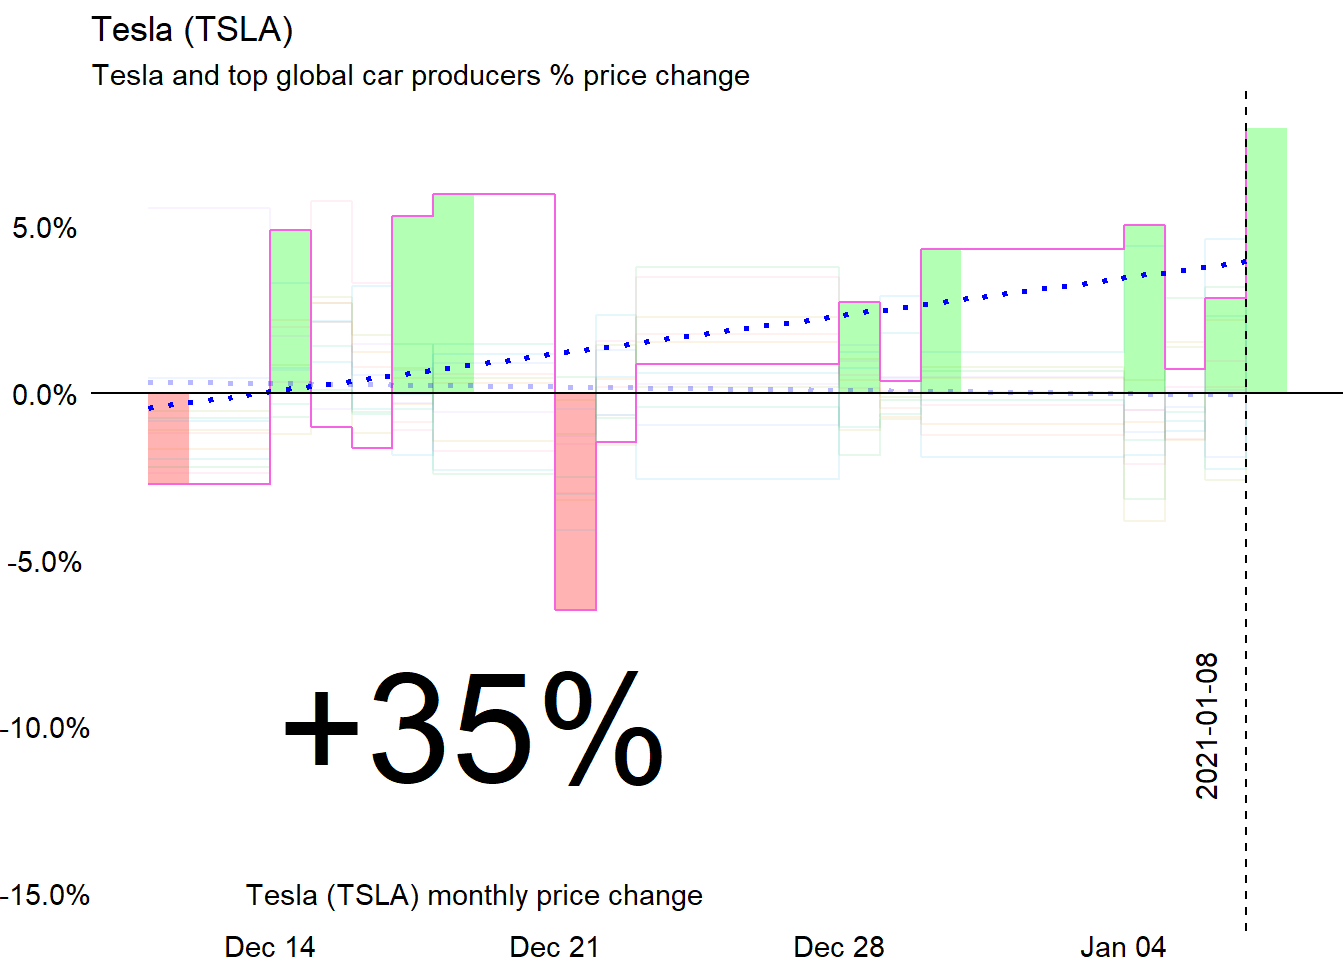 Tesla (TSLA)
Tesla and top global car producers % price change
5.0%
0.0%
-5.0%
-10.0%
-15.0%
+35%
Tesla (TSLA) monthly price change
2021-01-08
Dec 14
Dec 21
Dec 28
Jan 04